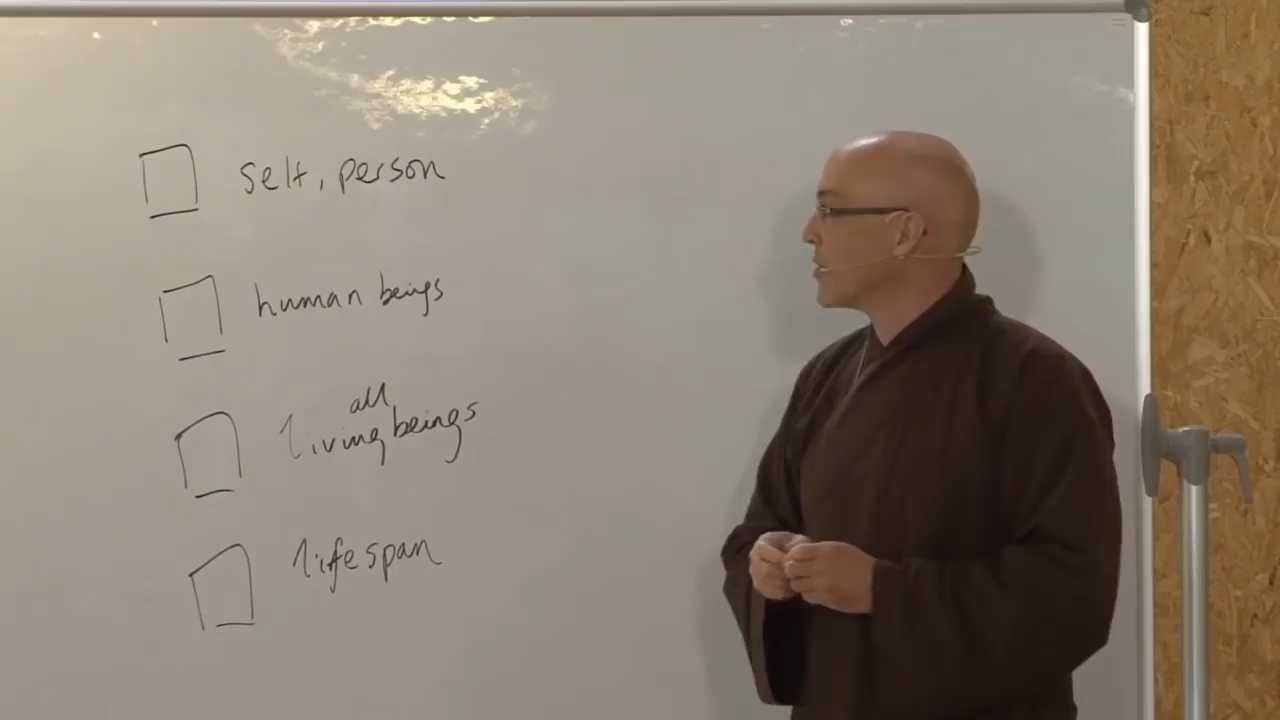 self, person
human beings
all
living beings
lifespan